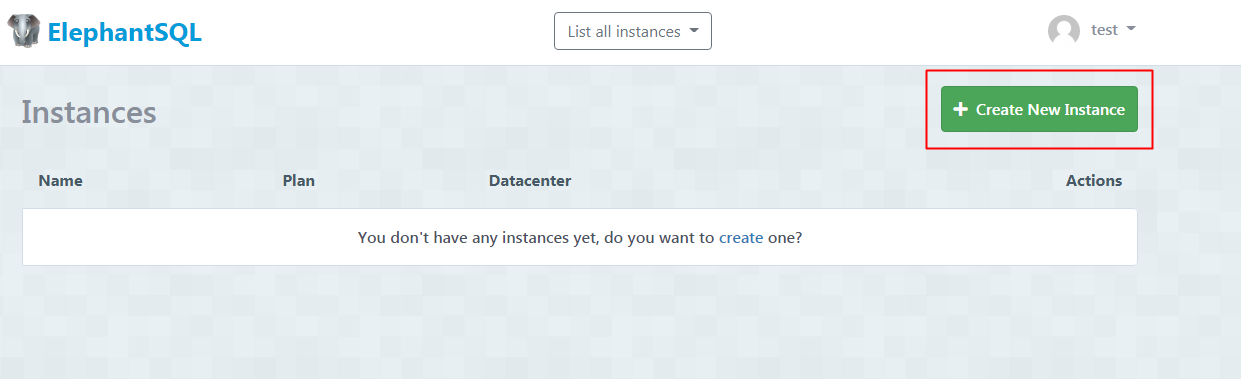 ElephantSQL
List all instances
test
Instances
Create New Instance
Name Plan Datacenter Actions
You don't have any instances yet, do you want to create one?